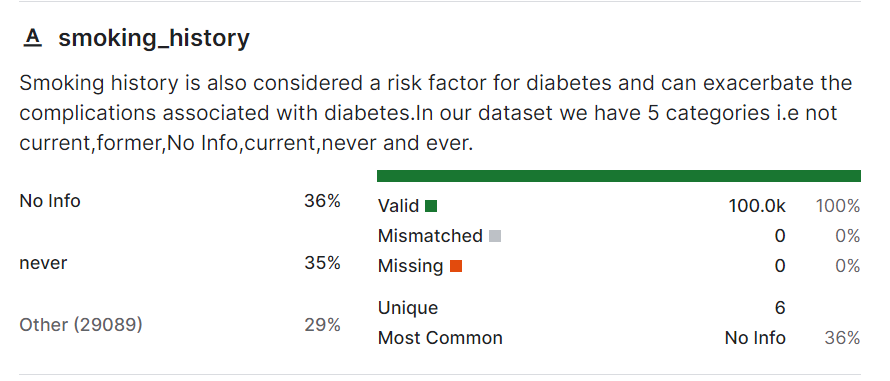 A smoking_history
Smoking history is also considered a risk factor for diabetes and can exacerbate the
complications associated with diabetes.In our dataset we have 5 categories i.e not
current,former,No Info,current,never and ever.
No Info 36%
never 35%
Other (29089) 29%
Valid 100.0k 100%
Mismatched 0 0%
Missing 0 0%
Unique 6
Most Common No Info 36%